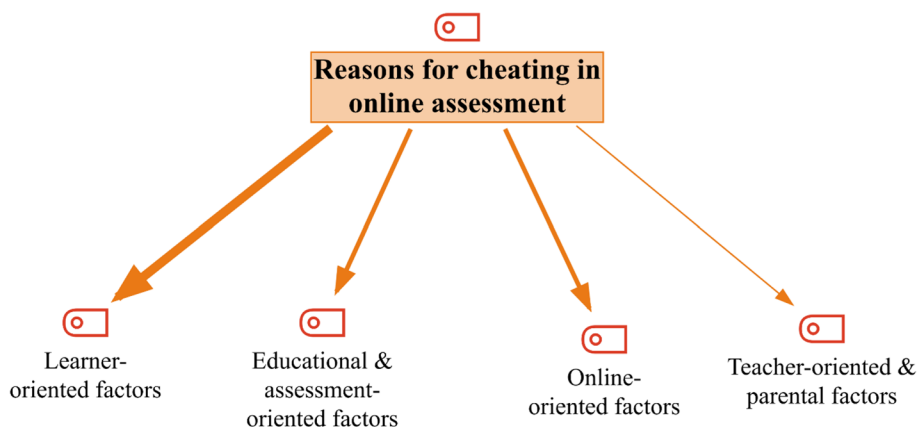 Reasons for cheating in
online assessment
Learner-
oriented factors
Educational &
assessment-
oriented factors
Online-
oriented factors
Teacher-oriented &
parental factors